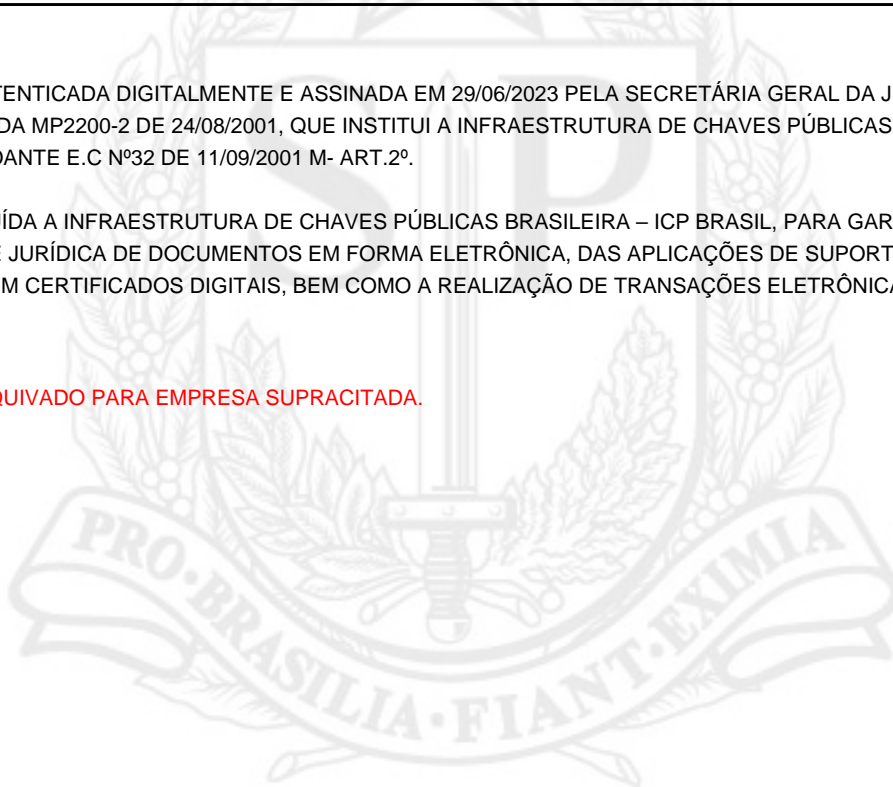 TENTICADA DIGITALMENTE E ASSINADA EM 29/06/2023 PELA SECRETÁRIA GERAL DA J
DA MP2200-2 DE 24/08/2001, QUE INSTITUI A INFRAESTRUTURA DE CHAVES PÚBLICAS
DANTE E.C Nº32 DE 11/09/2001 M- ART.2º.
UÍDA A INFRAESTRUTURA DE CHAVES PÚBLICAS BRASILEIRA – ICP BRASIL, PARA GAR
E JURÍDICA DE DOCUMENTOS EM FORMA ELETRÔNICA, DAS APLICAÇÕES DE SUPORT
M CERTIFICADOS DIGITAIS, BEM COMO A REALIZAÇÃO DE TRANSAÇÕES ELETRÔNICA
QUIVADO PARA EMPRESA SUPRACITADA.
SP
PRO·BRASILIA·FIANT·EXIMIA